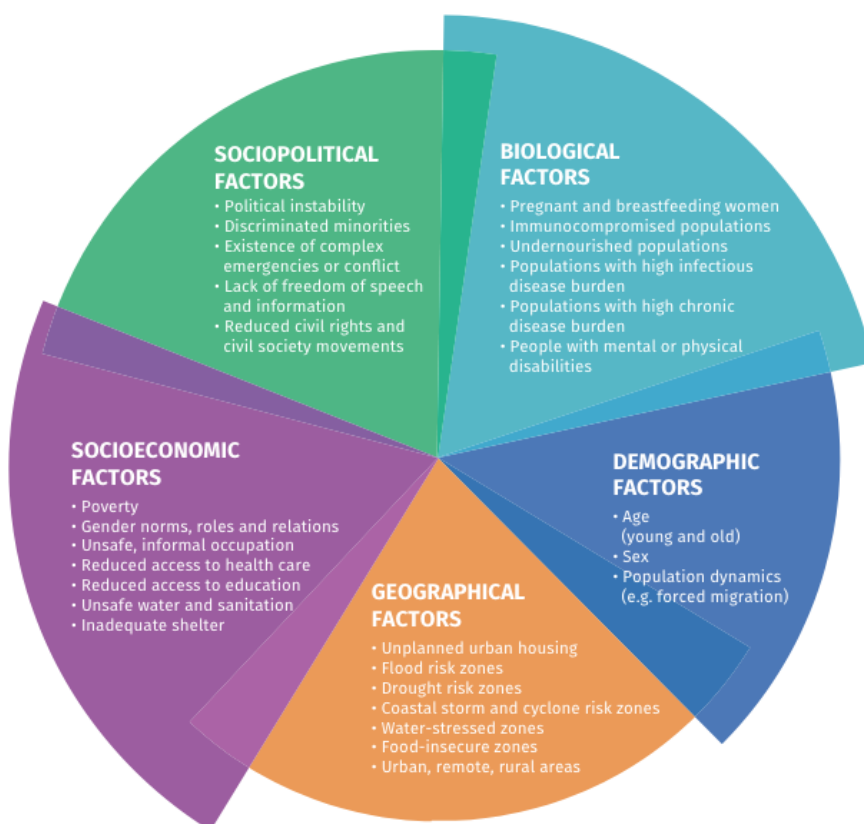 SOCIOPOLITICAL
FACTORS
• Political instability
• Discriminated minorities
• Existence of complex
emergencies or conflict
• Lack of freedom of speech
and information
• Reduced civil rights and
civil society movements
BIOLOGICAL
FACTORS
• Pregnant and breastfeeding women
• Immunocompromised populations
• Undernourished populations
• Populations with high infectious
disease burden
• Populations with high chronic
disease burden
• People with mental or physical
disabilities
SOCIOECONOMIC
FACTORS
• Poverty
• Gender norms, roles and relations
• Unsafe, informal occupation
• Reduced access to health care
• Reduced access to education
• Unsafe water and sanitation
• Inadequate shelter
DEMOGRAPHIC
FACTORS
• Age
(young and old)
• Sex
• Population dynamics
(e.g. forced migration)
GEOGRAPHICAL
FACTORS
• Unplanned urban housing
• Flood risk zones
• Drought risk zones
• Coastal storm and cyclone risk zones
• Water-stressed zones
• Food-insecure zones
• Urban, remote, rural areas